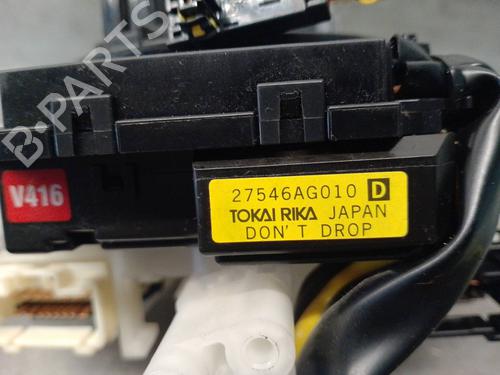 B-PARTS
V416
27546AG010 D
TOKAI RIKA JAPAN
DON'T DROP